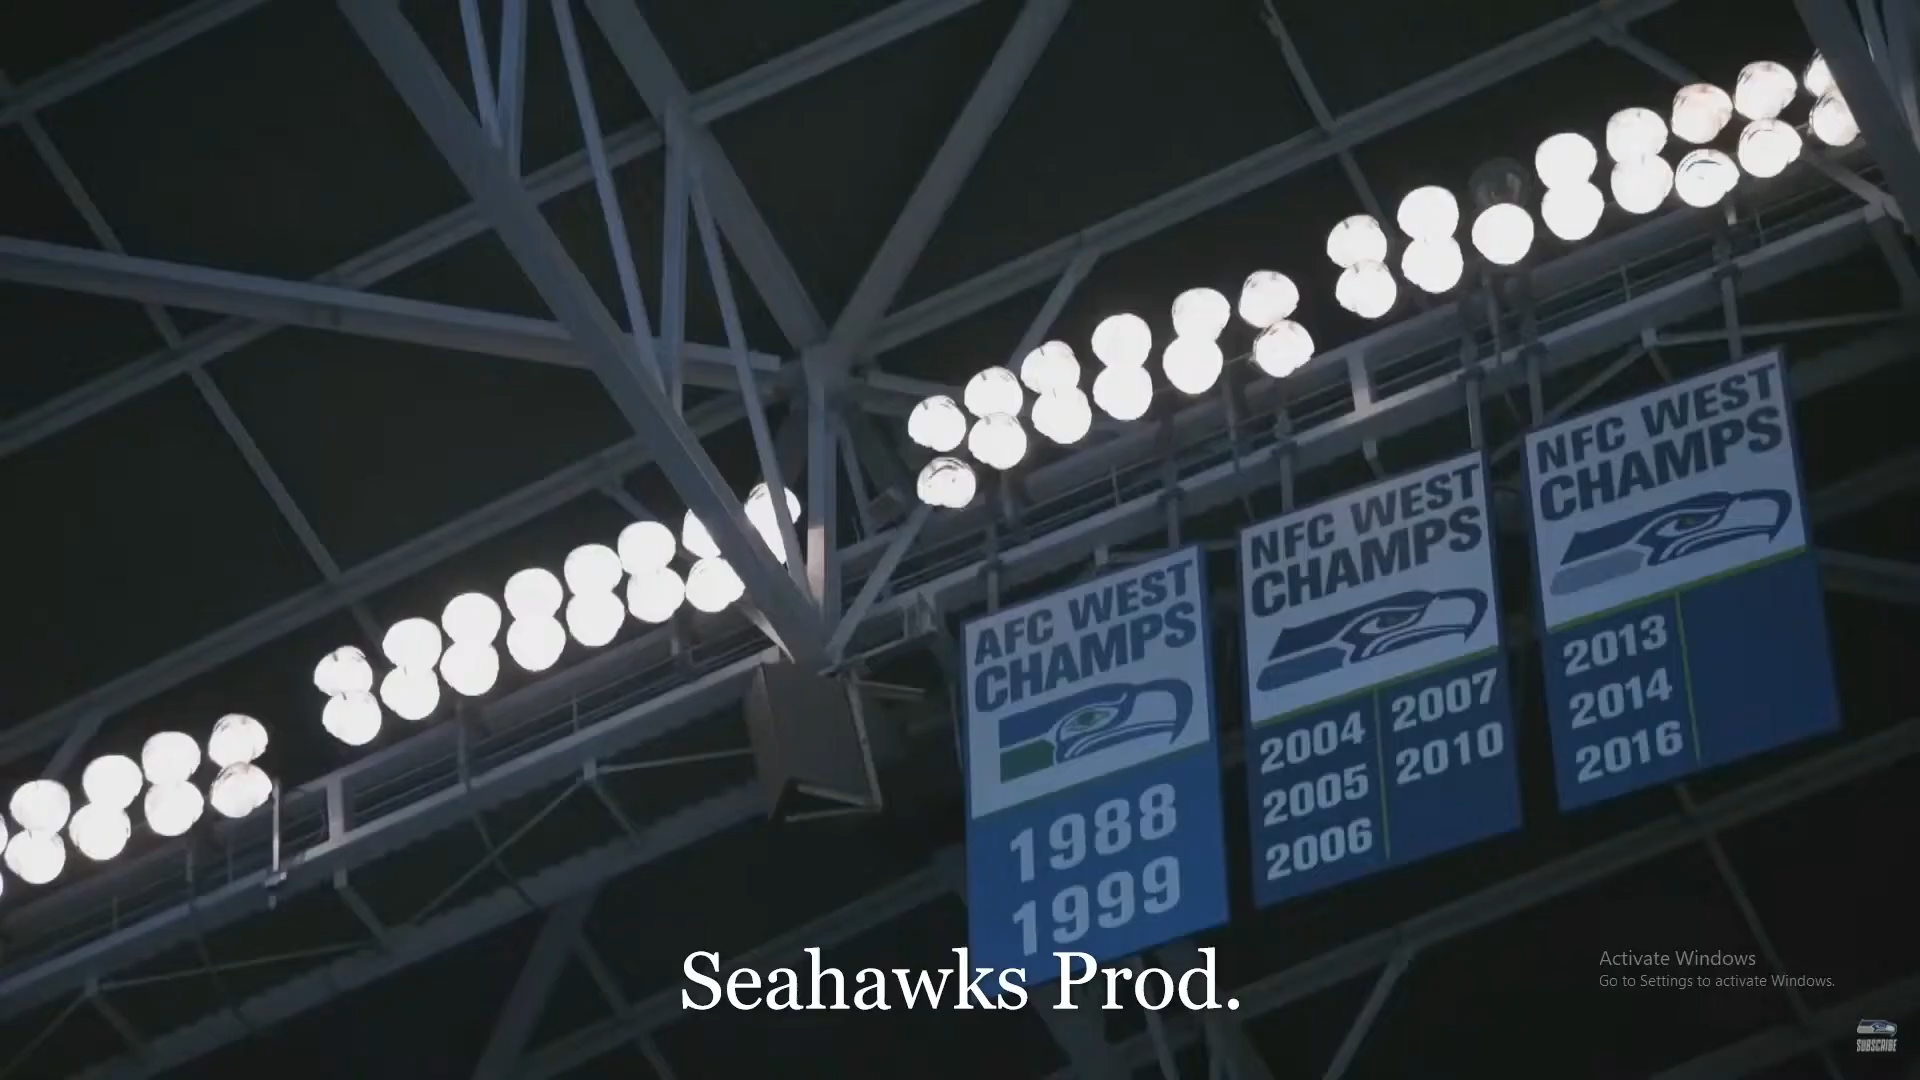 AFC WEST
CHAMPS
1988
1999
NFC WEST
CHAMPS
2004
2005
2006
2007
2010
NFC WEST
CHAMPS
2013
2014
2016
Seahawks Prod.
Activate Windows
Go to Settings to activate Windows.
SUBSCRIBE